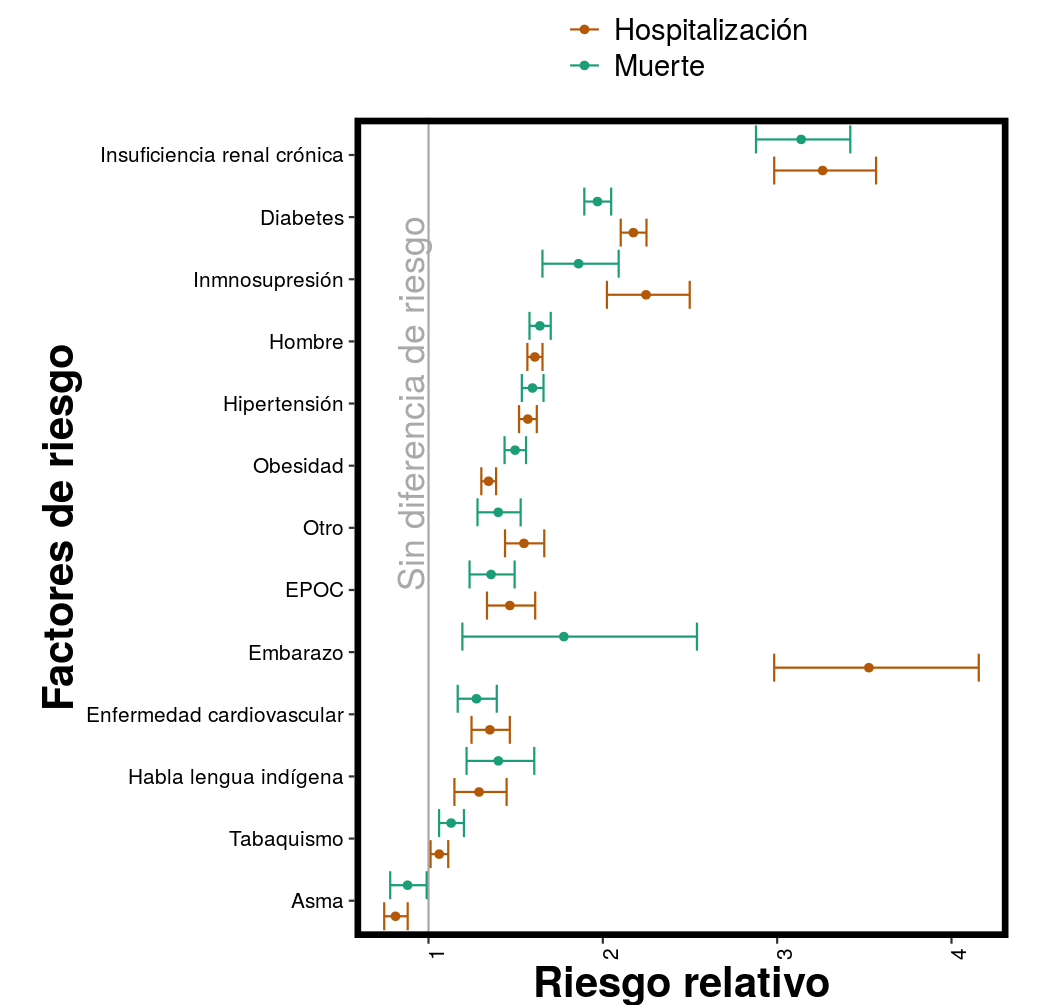 Hospitalización
Muerte
Factores de riesgo
Insuficiencia renal crónica
Diabetes
Inmnosupresión
Hombre
Hipertensión
Obesidad
Otro
EPOC
Embarazo
Enfermedad cardiovascular
Habla lengua indígena
Tabaquismo
Asma
Sin diferencia de riesgo
1
2
3
4
Riesgo relativo